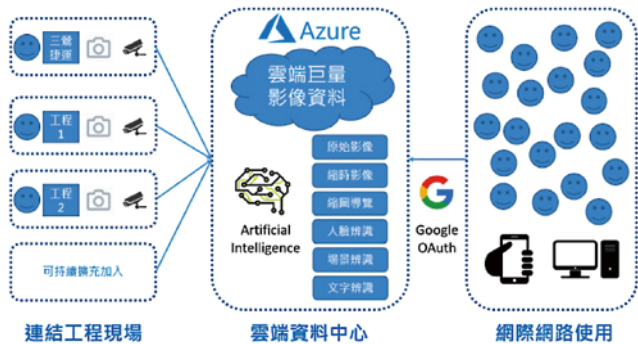 三鶯
捷運
工程
1
工程
2
可持續擴充加入
連結工程現場
Azure
雲端巨量
影像資料
Artificial
Intelligence
原始影像
縮時影像
縮圖導覽
人臉辨識
場景辨識
文字辨識
雲端資料中心
Google
OAuth
網際網路使用